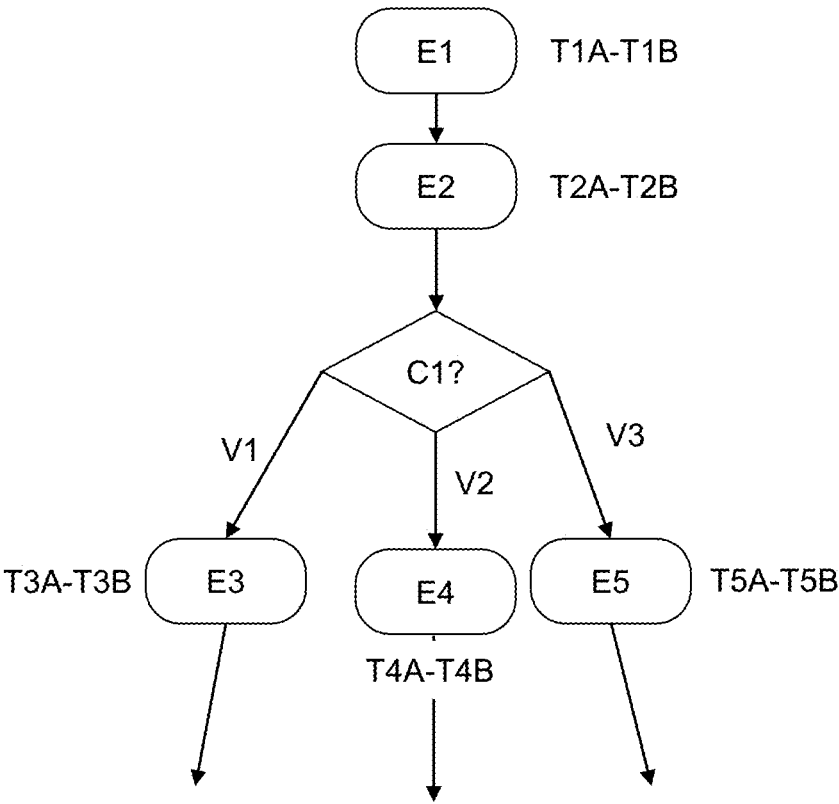 E1 T1A-T1B
E2 T2A-T2B
C1?
V1
V2
V3
T3A-T3B E3
E4
E5 T5A-T5B
T4A-T4B